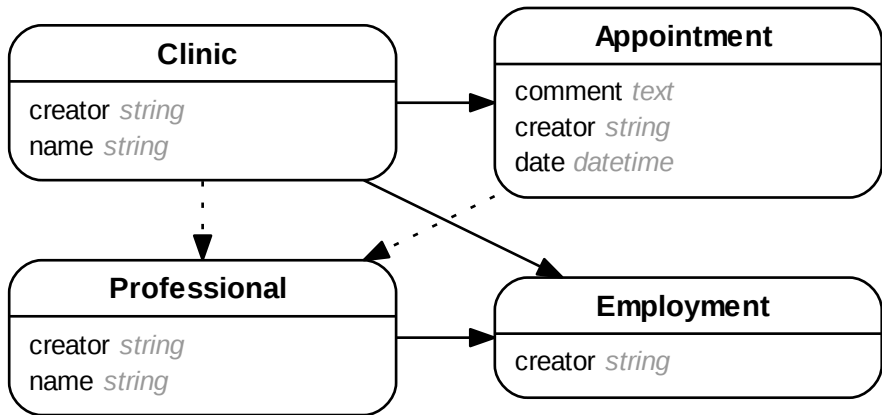 Clinic
creator string
name string
Appointment
comment text
creator string
date datetime
Professional
creator string
name string
Employment
creator string